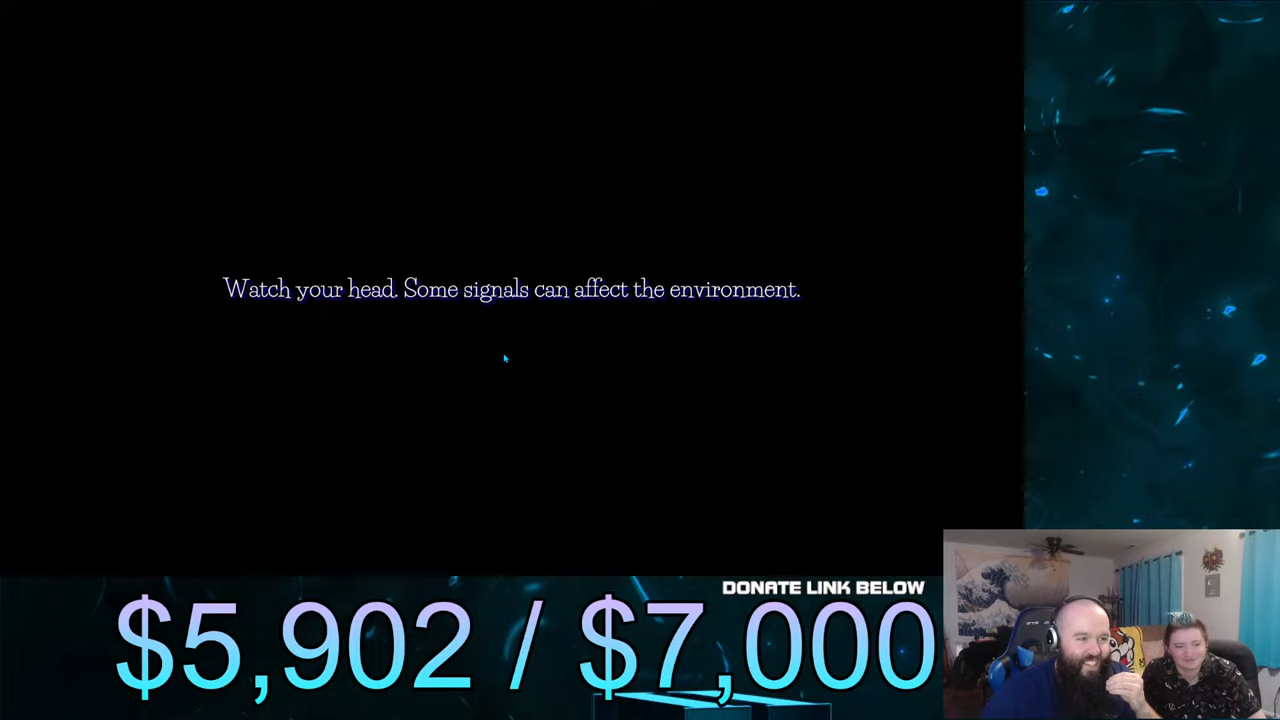 Watch your head. Some signals can affect the environment.
DONATE LINK BELOW
$5,902 / $7,000